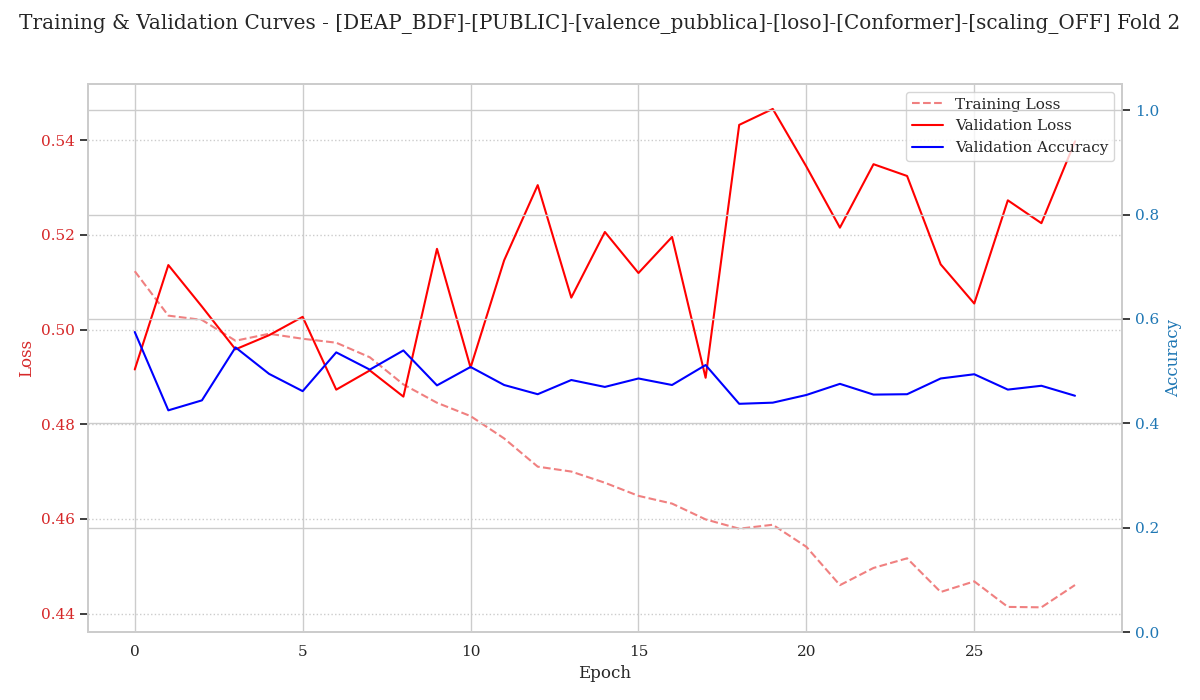 Training & Validation Curves - [DEAP_BDF]-[PUBLIC]-[valence_pubblica]-[loso]-[Conformer]-[scaling_OFF] Fold 2
Training Loss
Validation Loss
Validation Accuracy
Loss
0.54
0.52
0.50
0.48
0.46
0.44
1.0
0.8
0.6
0.4
0.2
0.0
Accuracy
0 5 10 15 20 25
Epoch